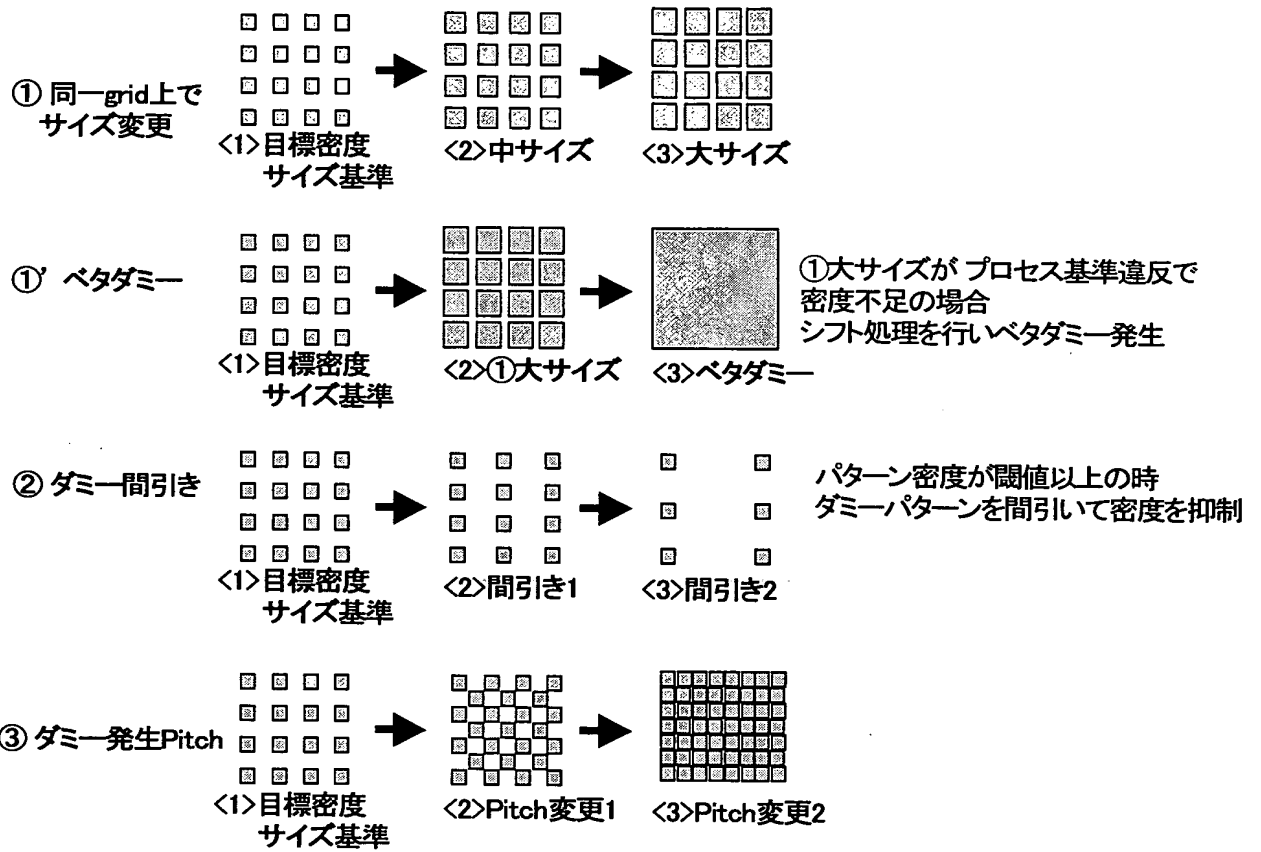 ① 同一grid上で
サイズ変更
<1>目標密度
サイズ基準
<2>中サイズ
<3>大サイズ
①’ ベタダミー
<1>目標密度
サイズ基準
<2>①大サイズ
<3>ベタダミー
①大サイズが プロセス基準違反で
密度不足の場合
シフト処理を行いベタダミー発生
② ダミー間引き
<1>目標密度
サイズ基準
<2>間引き1
<3>間引き2
パターン密度が閾値以上の時
ダミーパターンを間引いて密度を抑制
③ ダミー発生Pitch
<1>目標密度
サイズ基準
<2>Pitch変更1
<3>Pitch変更2